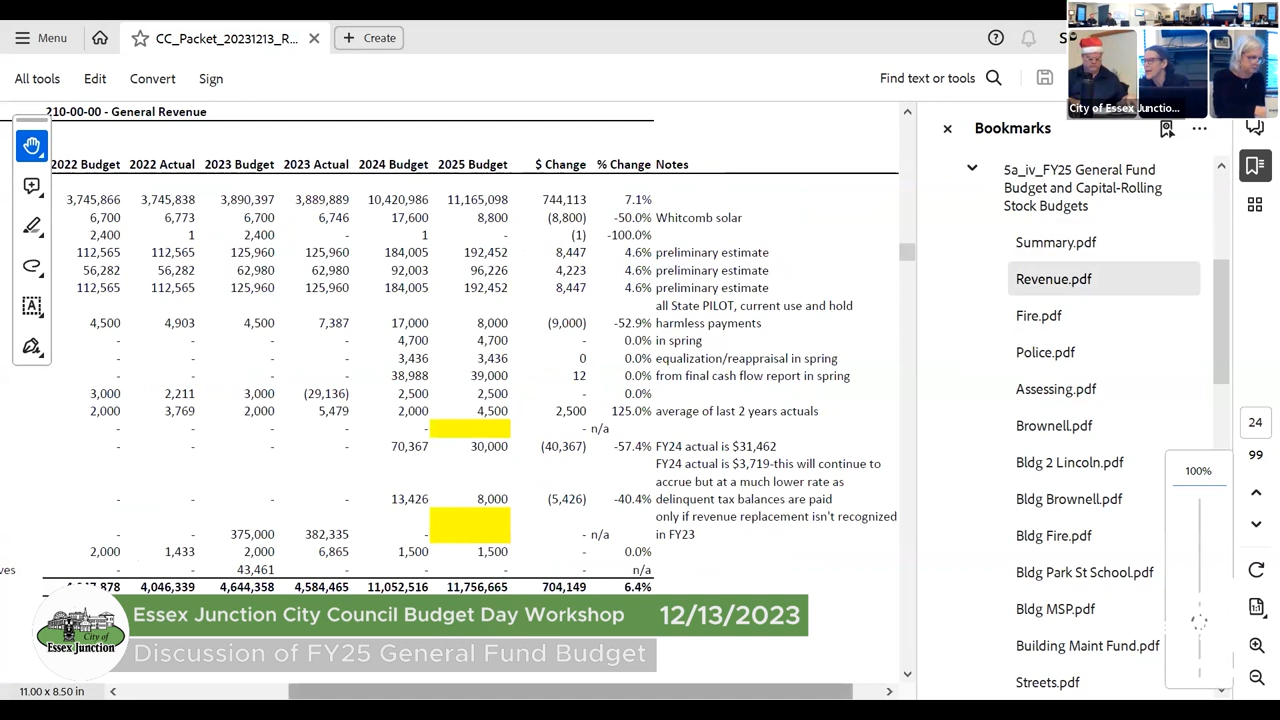 Menu
CC_Packet_20231213_R...
Create
All tools
Edit
Convert
Sign
Find text or tools
City of Essex Junctio...
210-00-00 - General Revenue
2022 Budget 2022 Actual 2023 Budget 2023 Actual 2024 Budget 2025 Budget $ Change % Change Notes
3,745,866 3,745,838 3,890,397 3,889,889 10,420,986 11,165,098 744,113 7.1%
6,700 6,773 6,700 6,746 17,600 8,800 (8,800) -50.0% Whitcomb solar
2,400 1 2,400 - 1 - (1) -100.0%
112,565 112,565 125,960 125,960 184,005 192,452 8,447 4.6% preliminary estimate
56,282 56,282 62,980 62,980 92,003 96,226 4,223 4.6% preliminary estimate
112,565 112,565 125,960 125,960 184,005 192,452 8,447 4.6% preliminary estimate
all State PILOT, current use and hold
4,500 4,903 4,500 7,387 17,000 8,000 (9,000) -52.9% harmless payments
- - - - 4,700 4,700 - 0.0% in spring
- - - - 3,436 3,436 0 0.0% equalization/reappraisal in spring
- - - - 38,988 39,000 12 0.0% from final cash flow report in spring
3,000 2,211 3,000 (29,136) 2,500 2,500 - 0.0%
2,000 3,769 2,000 5,479 2,000 4,500 2,500 125.0% average of last 2 years actuals
- - - - - - n/a
- - - - 70,367 30,000 (40,367) -57.4% FY24 actual is $31,462
FY24 actual is $3,719-this will continue to
accrue but at a much lower rate as
- - - - 13,426 8,000 (5,426) -40.4% delinquent tax balances are paid
only if revenue replacement isn't recognized
- - 375,000 382,335 - - n/a in FY23
2,000 1,433 2,000 6,865 1,500 1,500 - 0.0%
ves - - 43,461 - - - - n/a
878 4,046,339 4,644,358 4,584,465 11,052,516 11,756,665 704,149 6.4%
City of
Essex Junction
Essex Junction City Council Budget Day Workshop 12/13/2023
Discussion of FY25 General Fund Budget
11.00 x 8.50 in
Bookmarks
5a_iv_FY25 General Fund
Budget and Capital-Rolling
Stock Budgets
Summary.pdf
Revenue.pdf
Fire.pdf
Police.pdf
Assessing.pdf
Brownell.pdf
Bldg 2 Lincoln.pdf
Bldg Brownell.pdf
Bldg Fire.pdf
Bldg Park St School.pdf
Bldg MSP.pdf
Building Maint Fund.pdf
Streets.pdf
100%
24
99